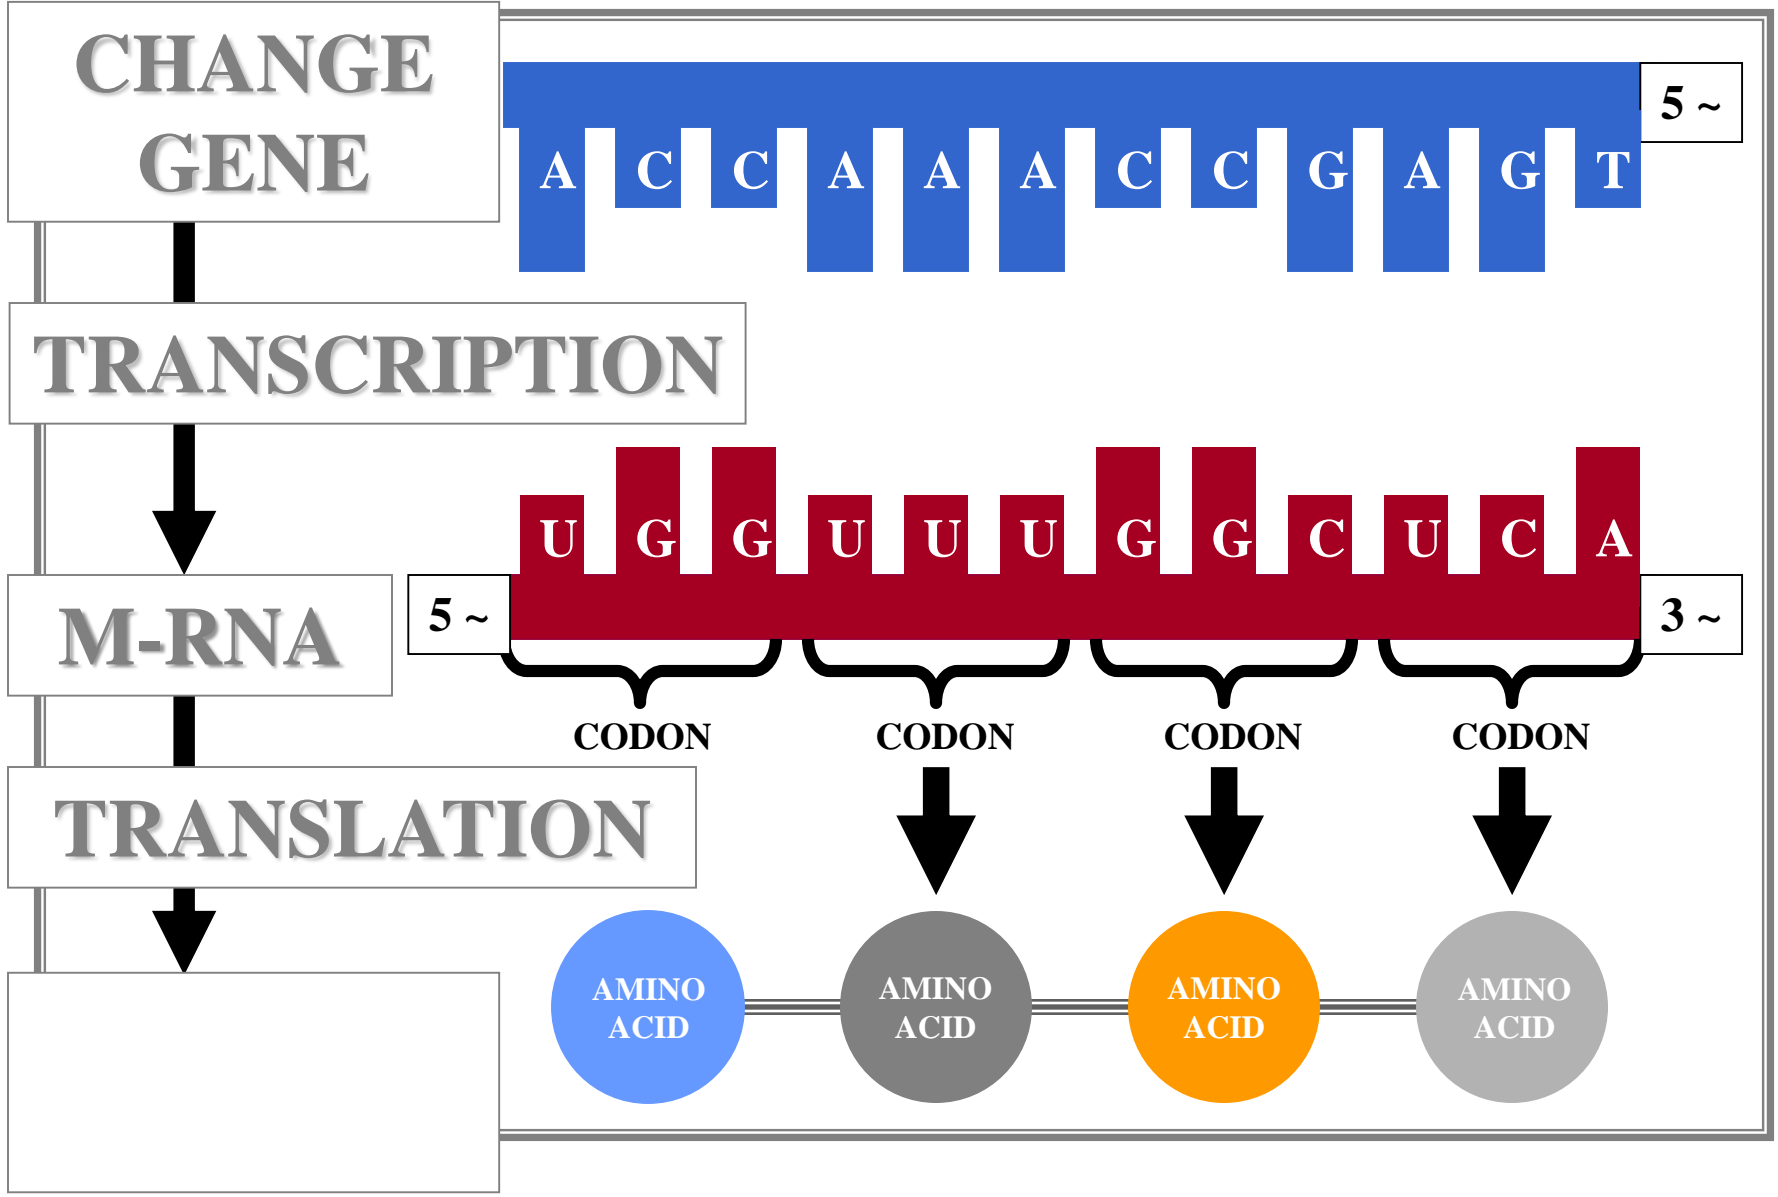 CHANGE
GENE
5 ~
A C C A A A C C G A G T
TRANSCRIPTION
U G G U U U G G C U C A
M-RNA
5 ~
3 ~
CODON CODON CODON CODON
TRANSLATION
AMINO
ACID
AMINO
ACID
AMINO
ACID
AMINO
ACID